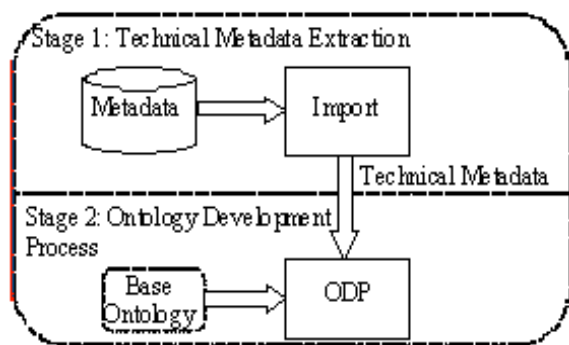 Stage 1: Technical Metadata Extraction
Metadata
Import
Technical Metadata
Stage 2: Ontology Development
Process
Base
Ontology
ODP